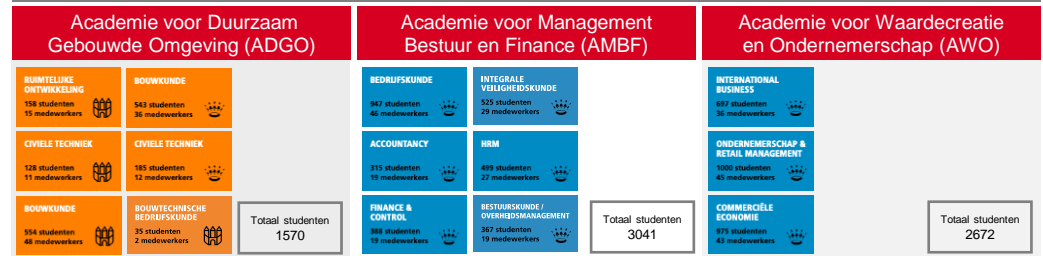 Academie voor Duurzaam
Gebouwde Omgeving (ADGO)
RUIMTELIJKE
ONTWIKKELING
158 studenten
15 medewerkers
BOUWKUNDE
543 studenten
36 medewerkers
CIVIELE TECHNIEK
128 studenten
11 medewerkers
CIVIELE TECHNIEK
185 studenten
12 medewerkers
BOUWKUNDE
554 studenten
48 medewerkers
BOUWTECHNISCHE
BEDRIJFSKUNDE
35 studenten
2 medewerkers
Totaal studenten
1570
Academie voor Management
Bestuur en Finance (AMBF)
BEDRIJFSKUNDE
947 studenten
46 medewerkers
INTEGRALE
VEILIGHEIDSKUNDE
525 studenten
29 medewerkers
ACCOUNTANCY
315 studenten
19 medewerkers
HRM
499 studenten
27 medewerkers
FINANCE &
CONTROL
388 studenten
19 medewerkers
BESTUURSKUNDE /
OVERHEIDSMANAGEMENT
367 studenten
19 medewerkers
Totaal studenten
3041
Academie voor Waardecreatie
en Ondernemerschap (AWO)
INTERNATIONAL
BUSINESS
697 studenten
36 medewerkers
ONDERNEMERSCHAP &
RETAIL MANAGEMENT
1000 studenten
45 medewerkers
COMMERCIËLE
ECONOMIE
975 studenten
43 medewerkers
Totaal studenten
2672